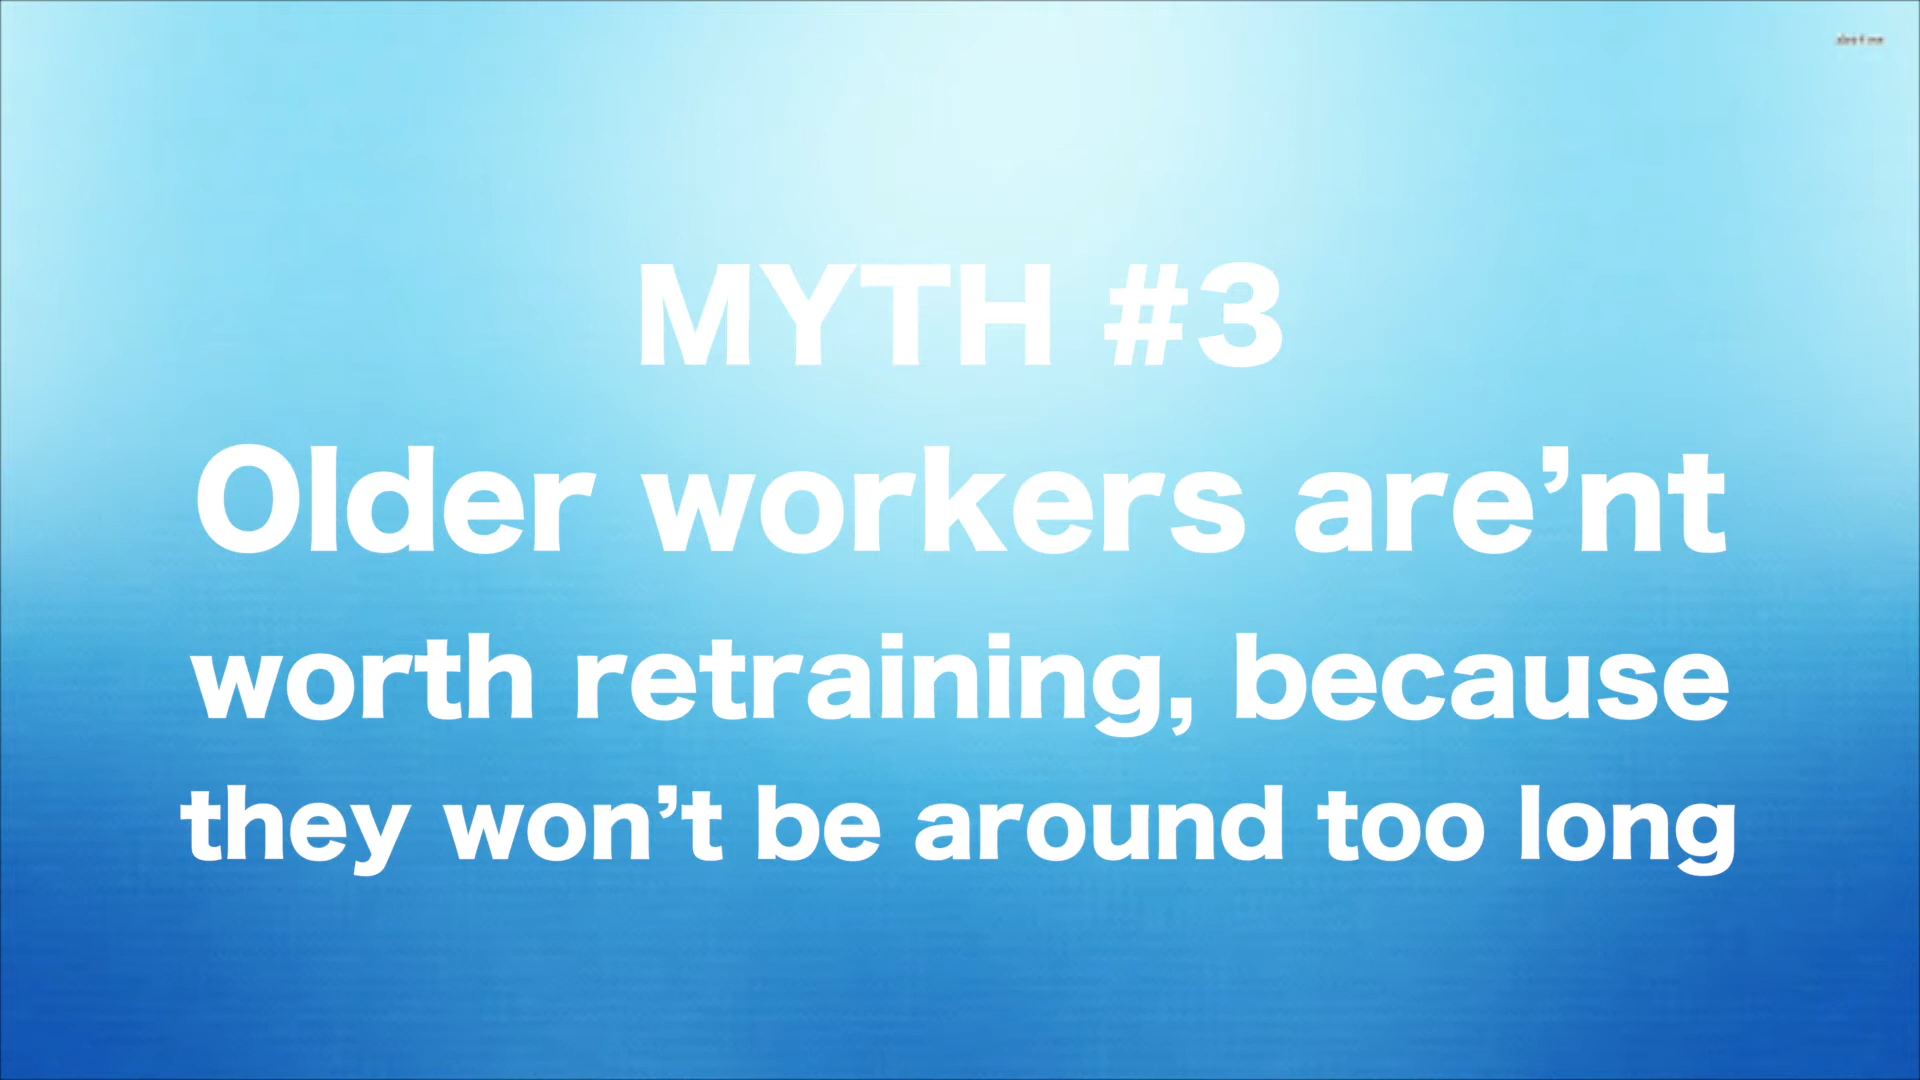 MYTH #3
Older workers are’nt
worth retraining, because
they won’t be around too long